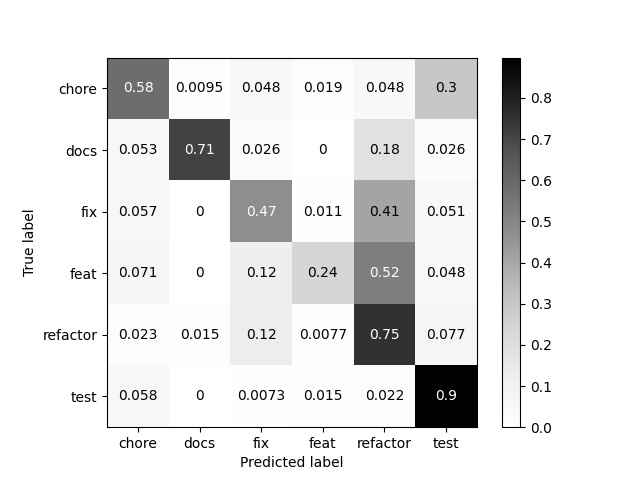 chore 0.58 0.0095 0.048 0.019 0.048 0.3
docs 0.053 0.71 0.026 0 0.18 0.026
fix 0.057 0 0.47 0.011 0.41 0.051
feat 0.071 0 0.12 0.24 0.52 0.048
refactor 0.023 0.015 0.12 0.0077 0.75 0.077
test 0.058 0 0.0073 0.015 0.022 0.9
chore docs fix feat refactor test
Predicted label
True label
0.8
0.7
0.6
0.5
0.4
0.3
0.2
0.1
0.0